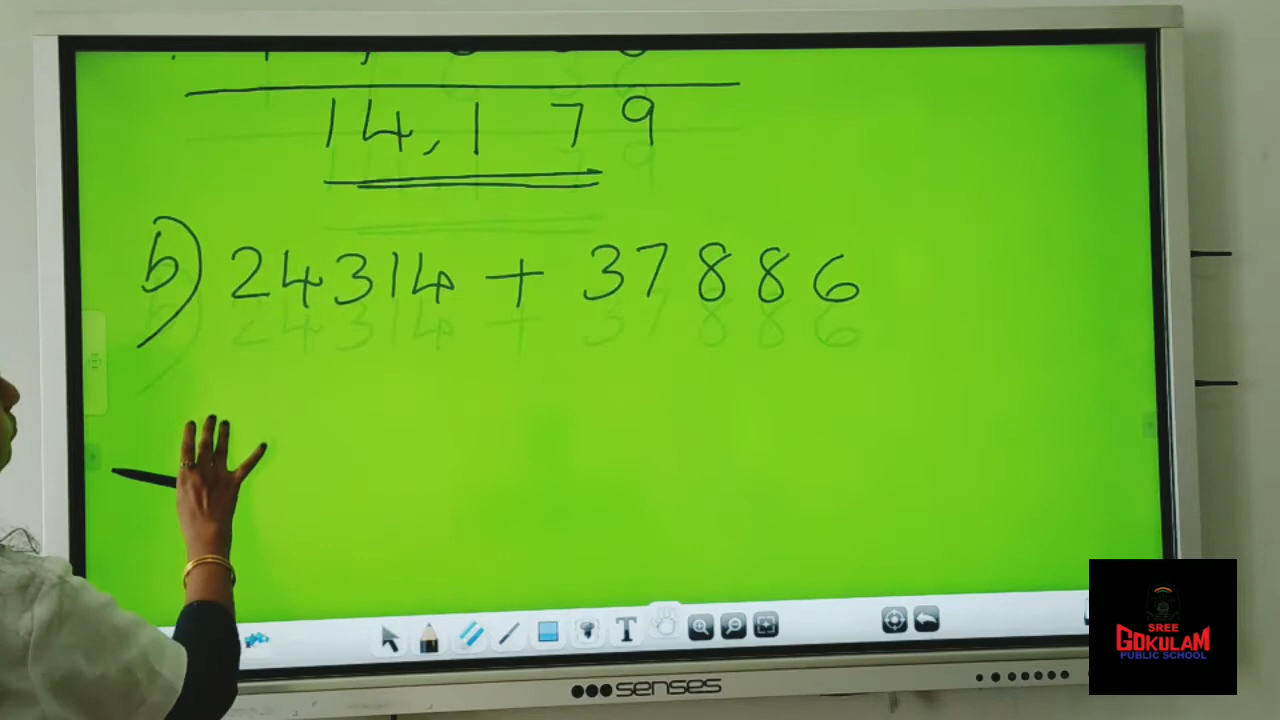 14,179
b) 24314 + 37886
T
senses
SREE
GOKULAM
PUBLIC SCHOOL